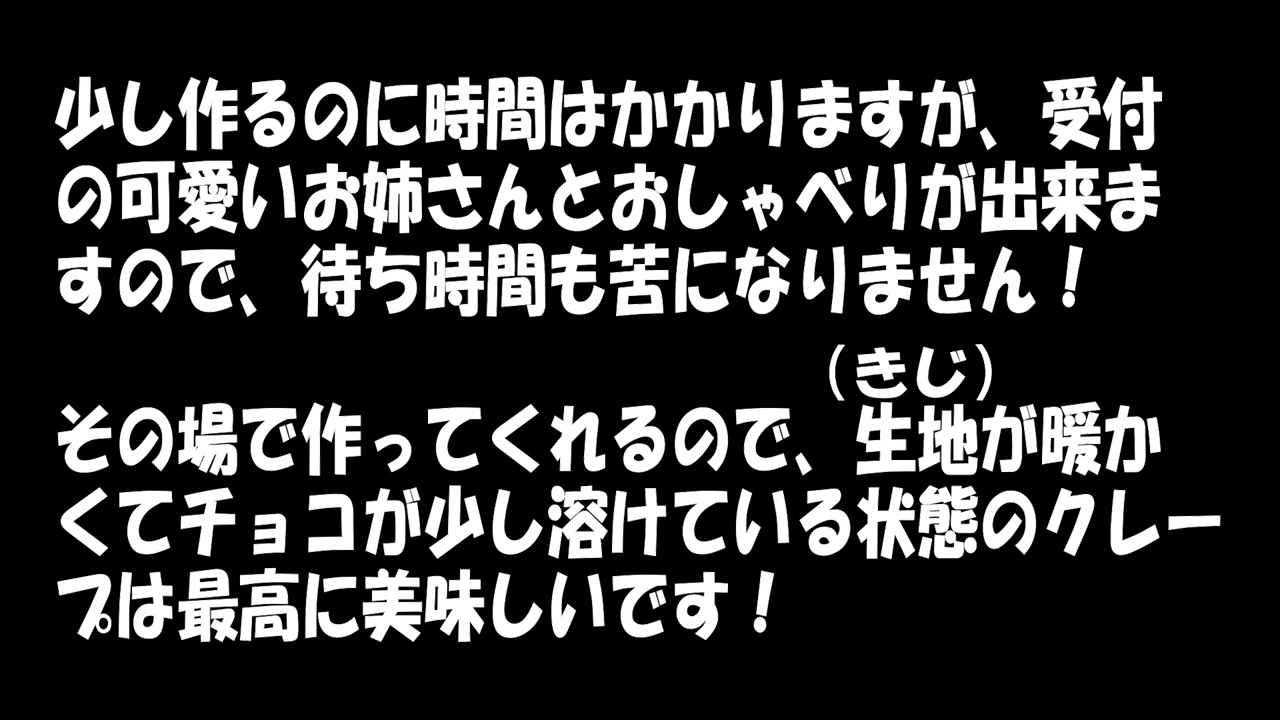 少し作るのに時間はかかりますが、受付
の可愛いお姉さんとおしゃべりが出来ま
すので、待ち時間も苦になりません！
（きじ）
その場で作ってくれるので、生地が暖か
くてチョコが少し溶けている状態のクレー
プは最高に美味しいです！